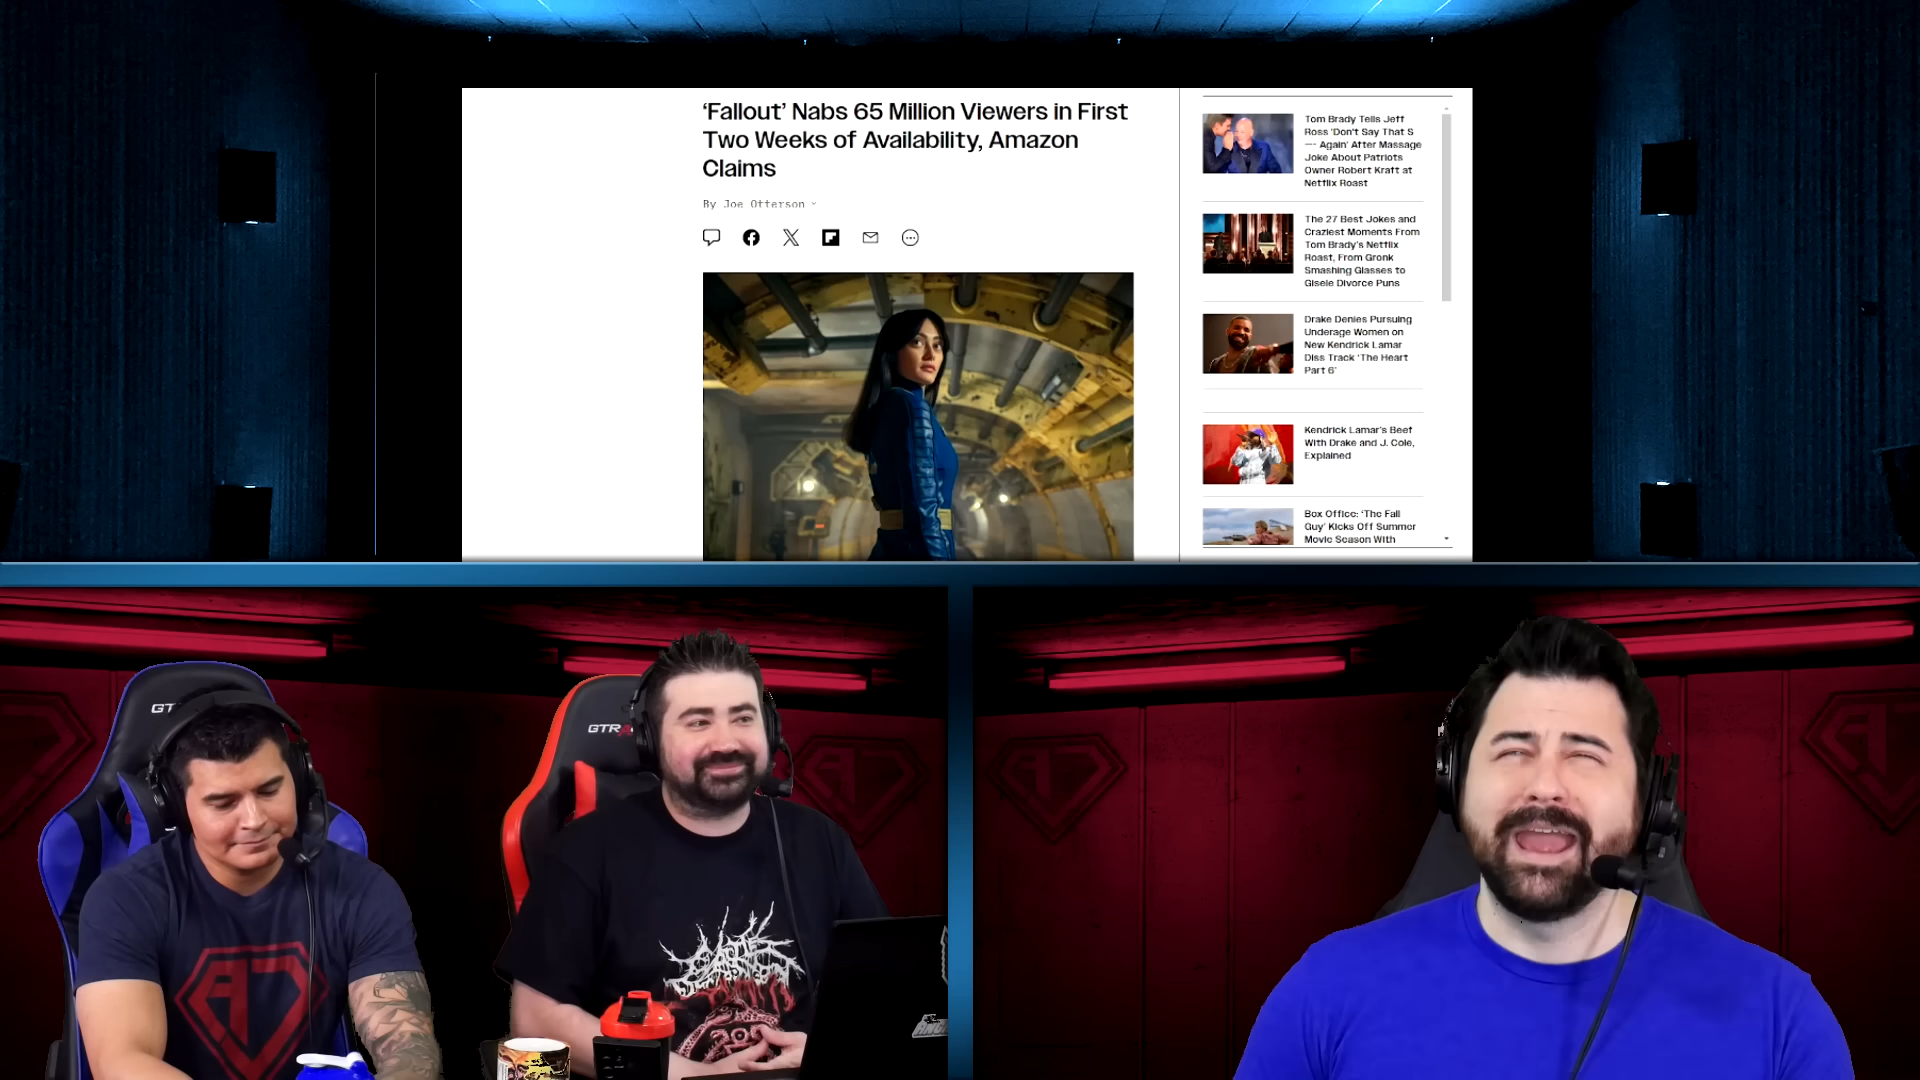 ‘Fallout’ Nabs 65 Million Viewers in First
Two Weeks of Availability, Amazon
Claims
By Joe Otterson
Tom Brady Tells Jeff
Ross ‘Don't Say That S
—- Again’ After Massage
Joke About Patriots
Owner Robert Kraft at
Netflix Roast
The 27 Best Jokes and
Craziest Moments From
Tom Brady’s Netflix
Roast, From Gronk
Smashing Glasses to
Gisele Divorce Puns
Drake Denies Pursuing
Underage Women on
New Kendrick Lamar
Diss Track ‘The Heart
Part 6’
Kendrick Lamar’s Beef
With Drake and J. Cole,
Explained
Box Office: ‘The Fall
Guy’ Kicks Off Summer
Movie Season With
GT
GTR